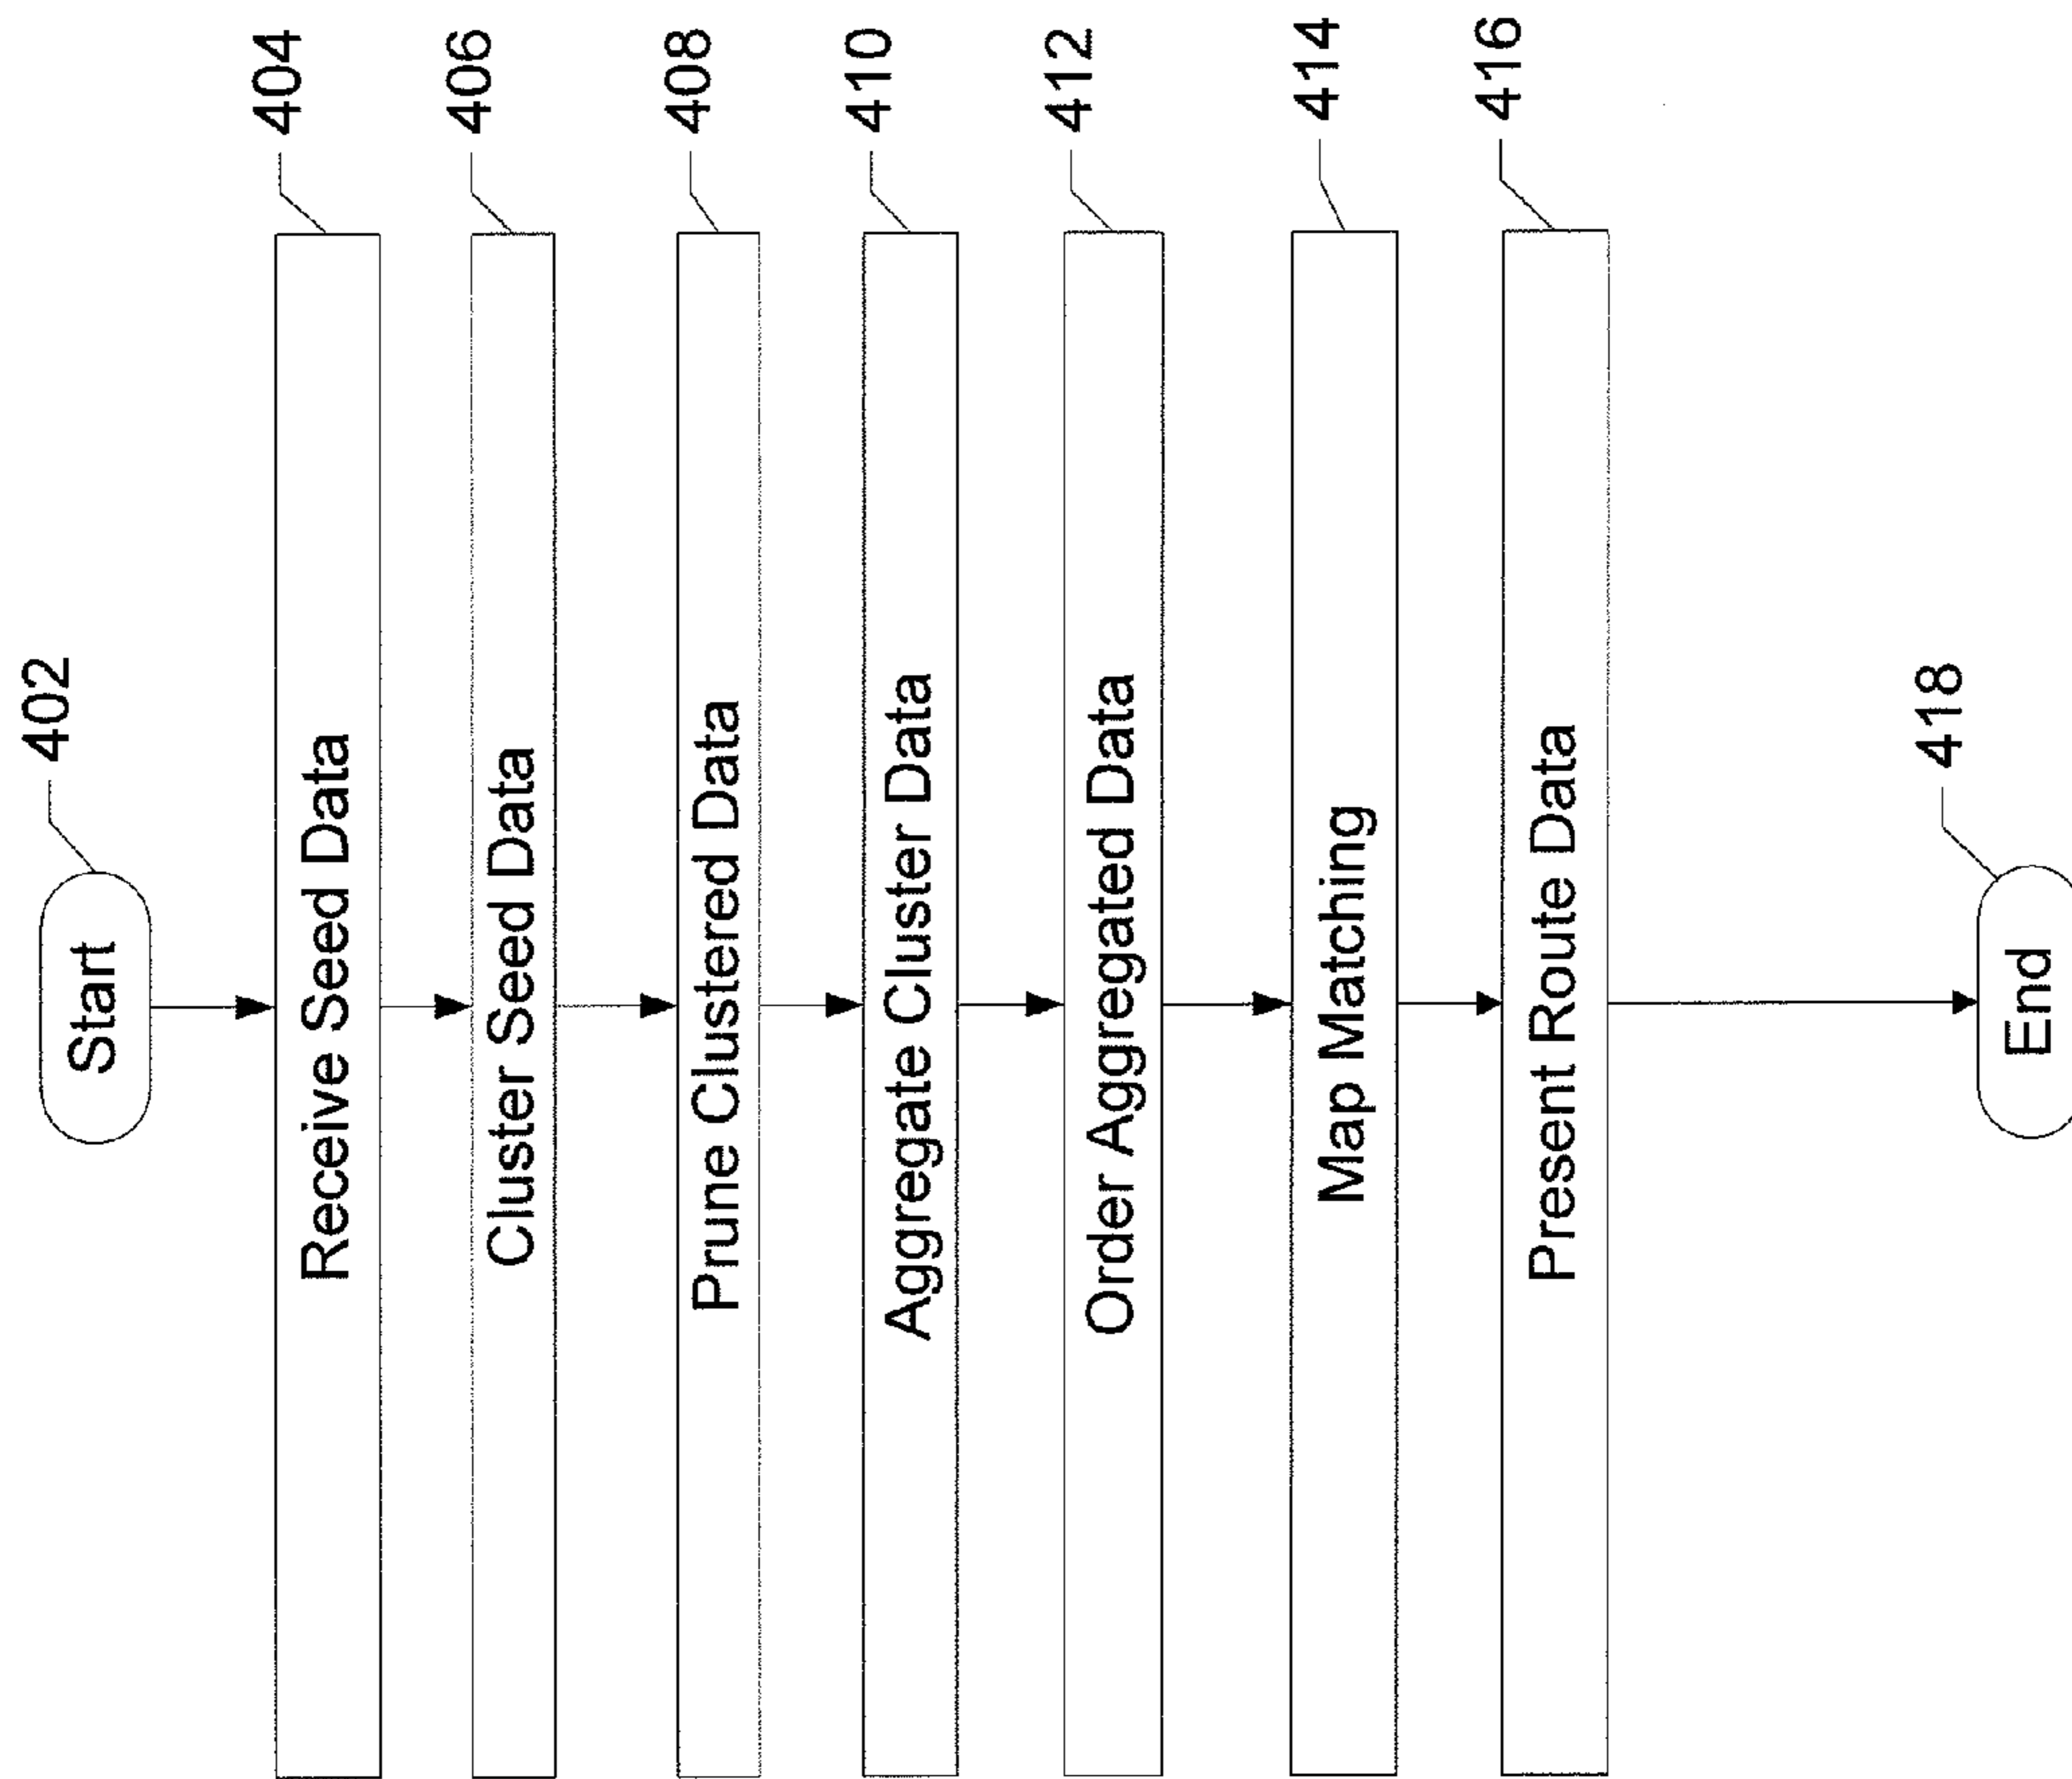 Start
402
Receive Seed Data
404
Cluster Seed Data
406
Prune Clustered Data
408
Aggregate Cluster Data
410
Order Aggregated Data
412
Map Matching
414
Present Route Data
416
End
418